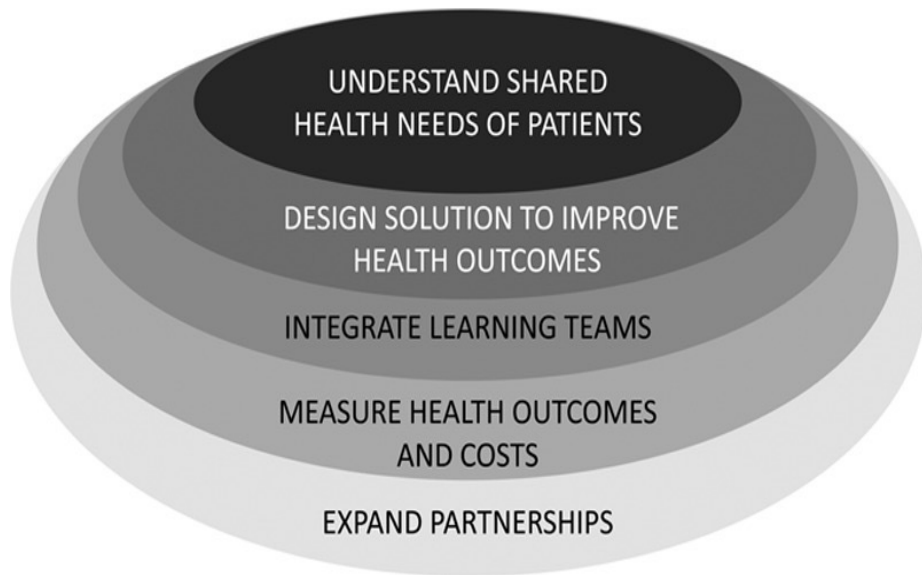 UNDERSTAND SHARED
HEALTH NEEDS OF PATIENTS
DESIGN SOLUTION TO IMPROVE
HEALTH OUTCOMES
INTEGRATE LEARNING TEAMS
MEASURE HEALTH OUTCOMES
AND COSTS
EXPAND PARTNERSHIPS